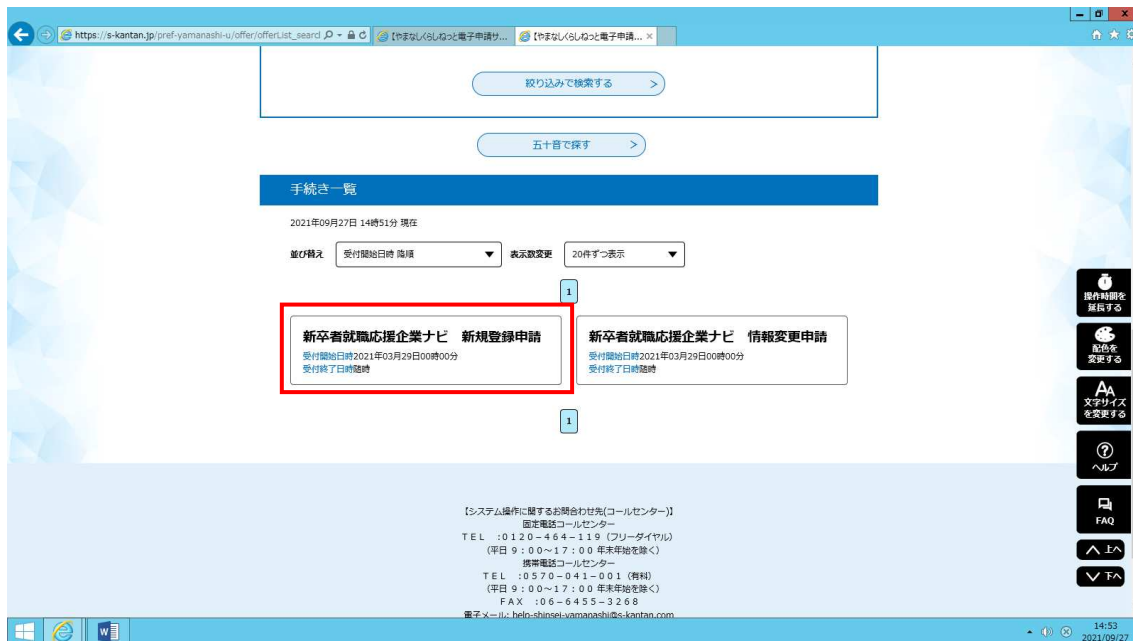 https://s-kantan.jp/pref-yamanashi-u/offer/offerList_searcl
【やまなしくらしねっと電子申請サ...
【やまなしくらしねっと電子申請... ×
絞り込みで検索する >
五十音で探す >
手続き一覧
2021年09月27日 14時51分 現在
並び替え 受付開始日時 降順 ▼ 表示数変更 20件ずつ表示 ▼
1
新卒者就職応援企業ナビ 新規登録申請
受付開始日時2021年03月29日00時00分
受付終了日時随時
新卒者就職応援企業ナビ 情報変更申請
受付開始日時2021年03月29日00時00分
受付終了日時随時
1
操作時間を
延長する
配色を
変更する
AA
文字サイズ
を変更する
?
ヘルプ
FAQ
上へ
下へ
【システム操作に関するお問合わせ先(コールセンター)】
固定電話コールセンター
TEL :0120-464-119 (フリーダイヤル)
(平日 9:00~17:00 年末年始を除く)
携帯電話コールセンター
TEL :0570-041-001 (有料)
(平日 9:00~17:00 年末年始を除く)
FAX :06-6455-3268
電子メール: help-shinsei-yamanashi@s-kantan.com
14:53
2021/09/27